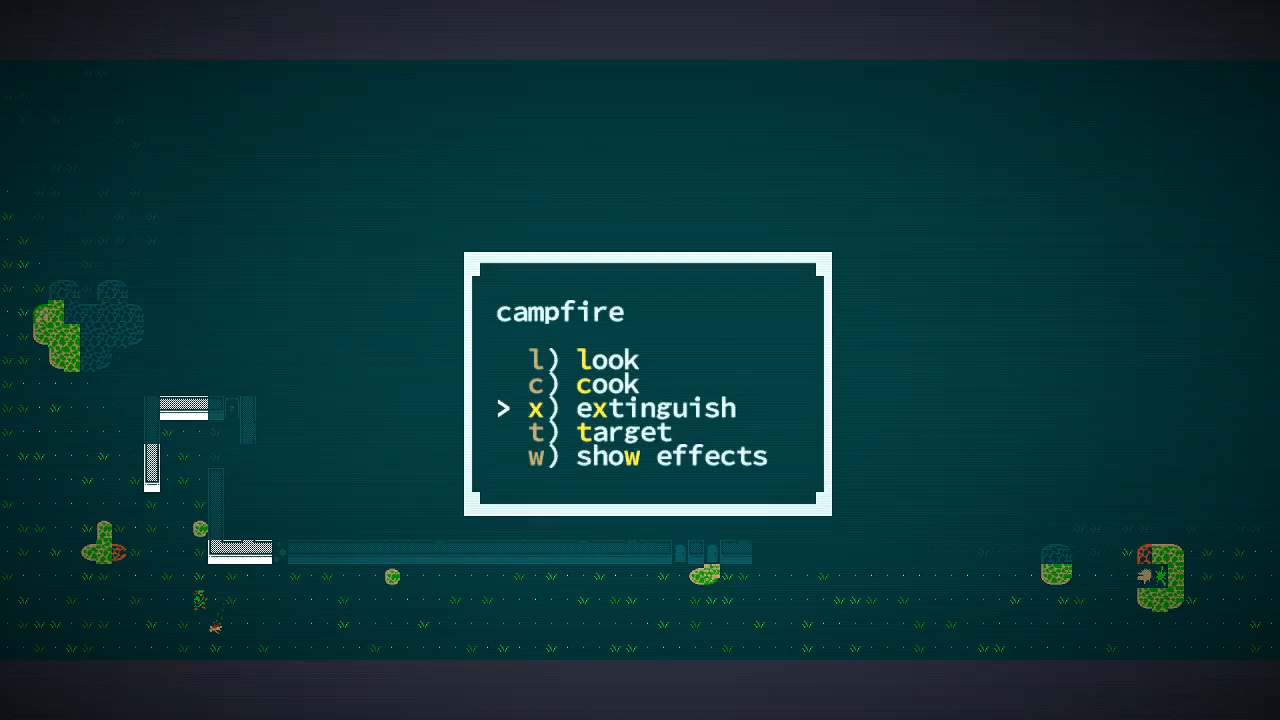 campfire
l) look
c) cook
> x) extinguish
t) target
w) show effects